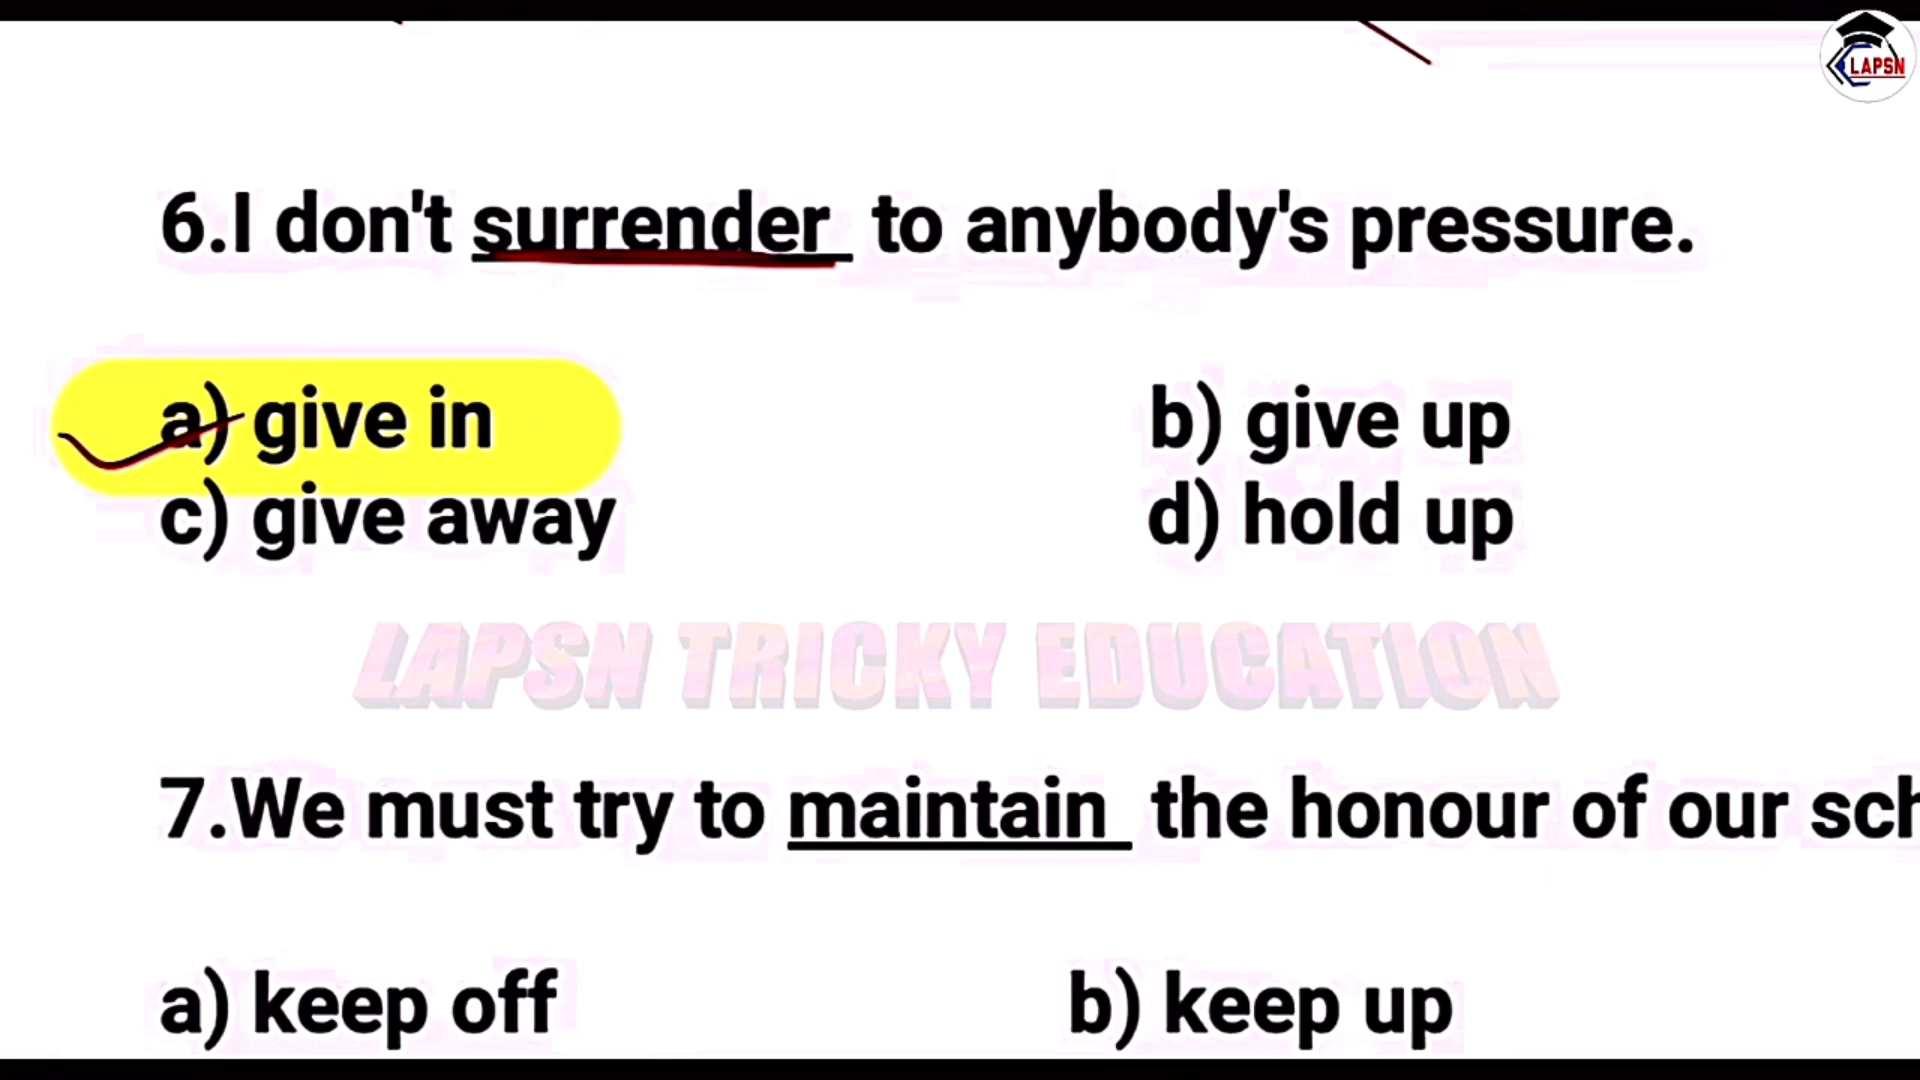 LAPSN
6.I don't surrender to anybody's pressure.
a) give in b) give up
c) give away d) hold up
LAPSN TRICKY EDUCATION
7.We must try to maintain the honour of our sch
a) keep off b) keep up